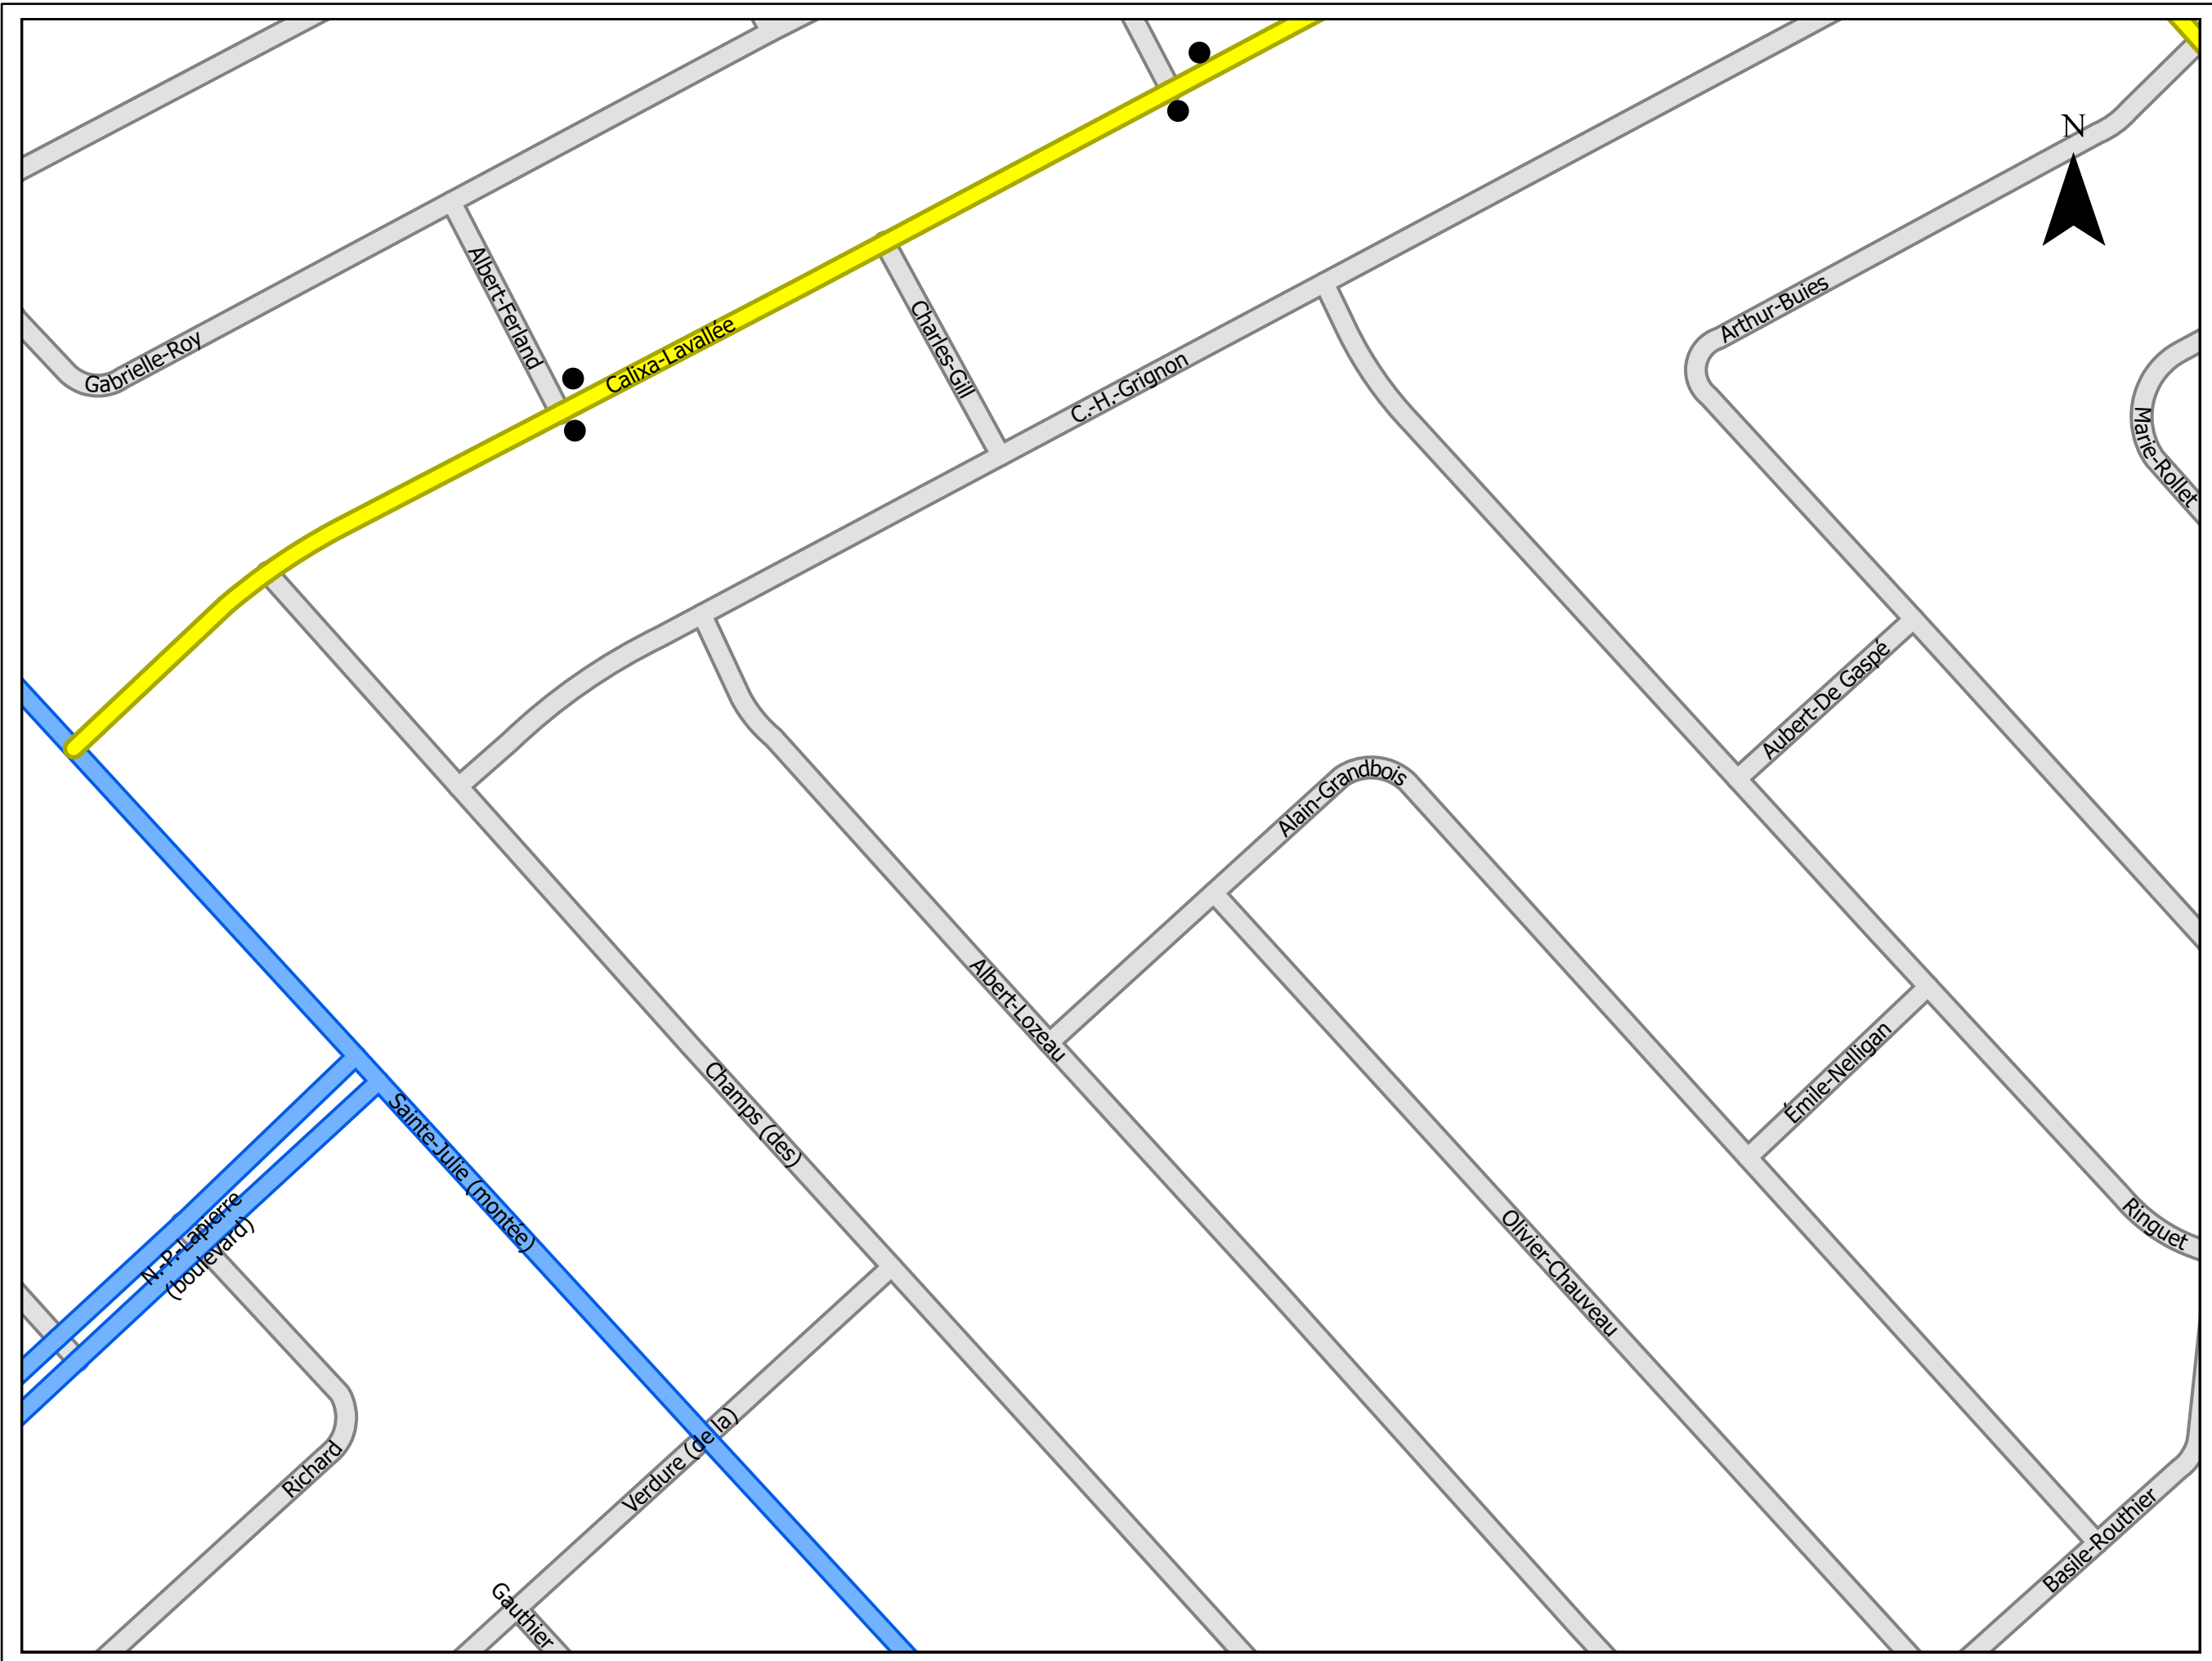 N
Albert-Ferland
Arthur-Buies
Gabrielle-Roy
Calixa-Lavallée
Charles-Gill
C.-H.-Grignon
Marie-Rollet
Aubert-De Gaspé
Alain-Grandbois
Albert-Lozeau
Émile-Nelligan
Champs (des)
Sainte-Julie (montée)
N.-P.-Lapierre
(boulevard)
Ringuet
Olivier-Chauveau
Richard
Verdure (de la)
Basile-Routhier
Gauthier